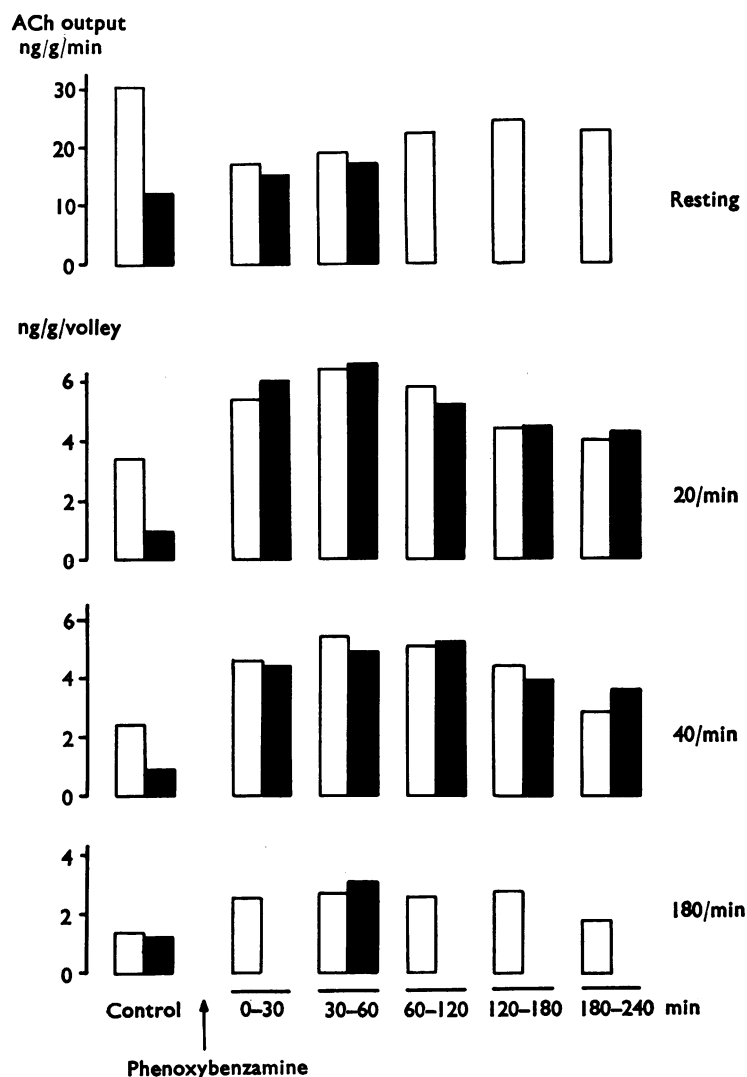 ACh output
ng/g/min
30
20
10
0
Resting
ng/g/volley
6
4
2
0
20/min
6
4
2
0
40/min
4
2
0
180/min
Control
0–30
30–60
60–120
120–180
180–240 min
Phenoxybenzamine